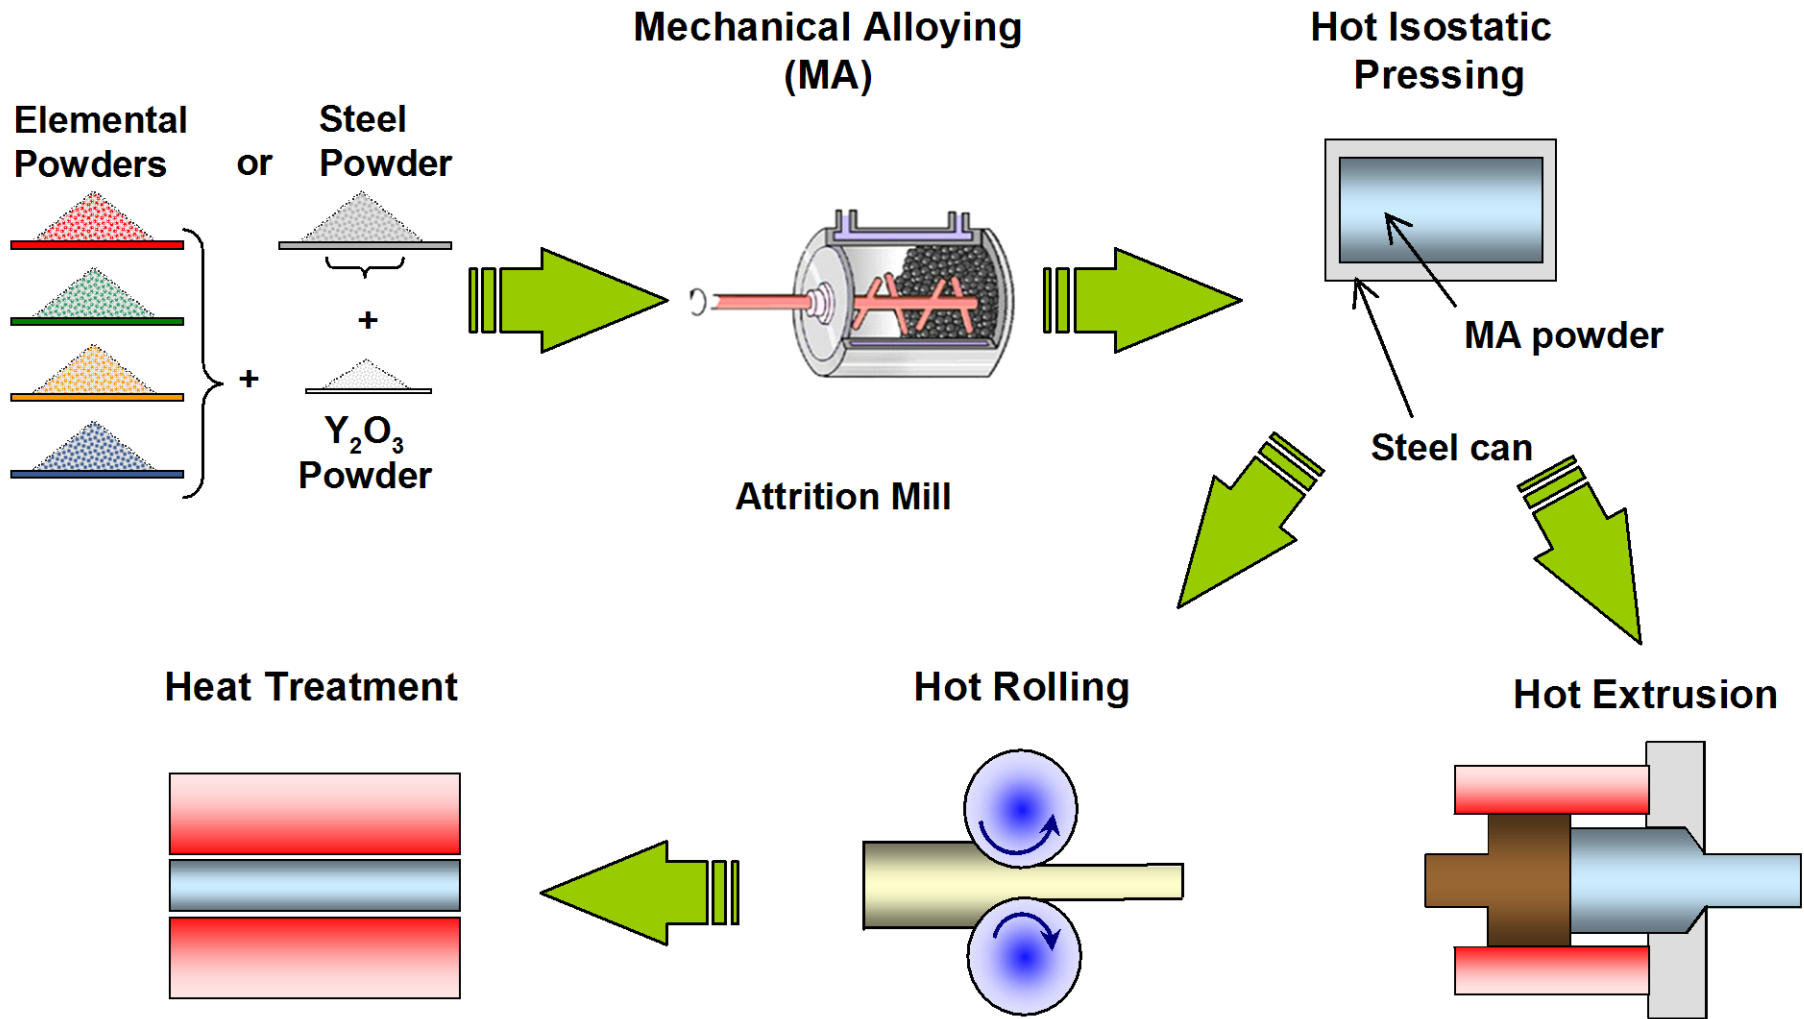 Mechanical Alloying
(MA)
Hot Isostatic
Pressing
Elemental
Powders
or
Steel
Powder
+
+
Y₂O₃
Powder
Attrition Mill
MA powder
Steel can
Heat Treatment
Hot Rolling
Hot Extrusion